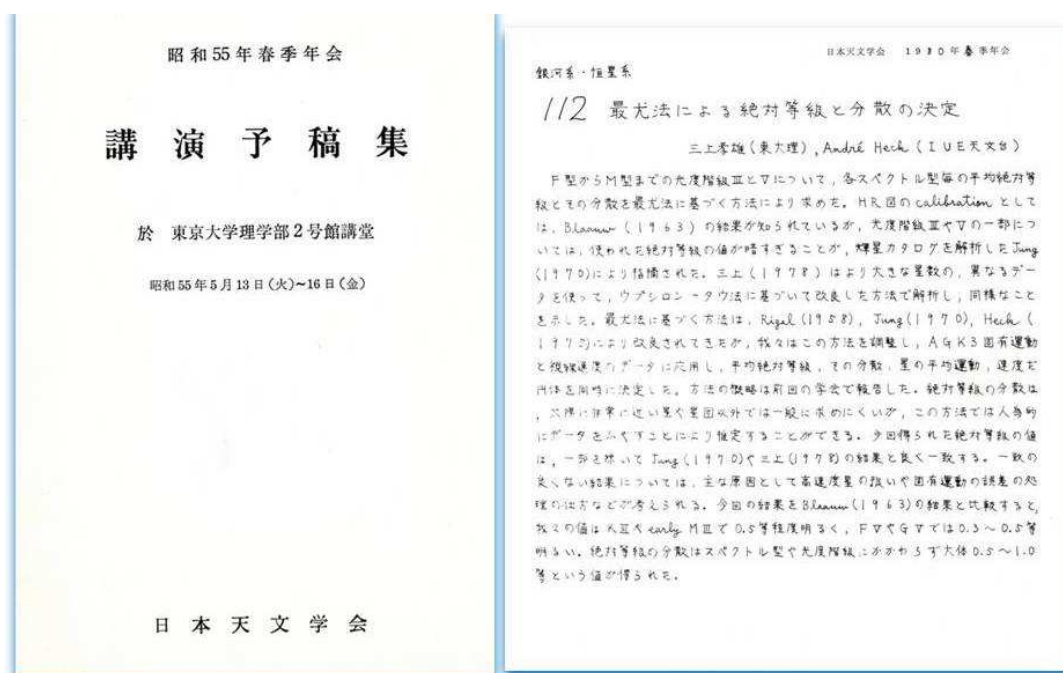 昭和55年春季年会
講演予稿集
於 東京大学理学部2号館講堂
昭和55年5月13日(火)~16日(金)
日本天文学会
日本天文学会 1980年春季年会
銀河系・恒星系
112 最尤法による絶対等級と分散の決定
三上孝雄(東大理), André Heck (IUE天文台)
F型からM型までの光度階級ⅢとⅤについて,各スペクトル型毎の平均絶対等
級とその分散を最尤法に基づく方法により求めた。HR図のcalibrationとして
は,Blaauw (1963)の結果が知られているが,光度階級ⅢやⅤの一部につ
いては,使われた絶対等級の値が暗すぎることが,輝星カタログを解析したJung
(1970)により指摘された。三上(1978)はより大きな星数の,異なるデー
タを使って,ウプシロン-タウ法に基づいて改良した方法で解析し,同様なこと
を示した。最尤法に基づく方法は,Rigal (1958), Jung (1970), Heck (
)により改良されてきたが,我々はこの方法を調整し,AGK3固有運動
と視線速度のデータに応用し,平均絶対等級,その分散,星の平均運動,速度だ
円体を同時に決定した。方法の概略は前回の学会で報告した。絶対等級の分散は
,実際に非常に近い星や星団以外では一般に求めにくいが,この方法では人為的
にデータをふやすことにより推定することができる。今回得られた絶対等級の値
は,一部を除いてJung (1970)や三上(1978)の結果と良く一致する。一致の
良くない結果については,主な原因として高速度星の扱いや固有運動の誤差の処
理の仕方などが考えられる。今回の結果をBlaauw (1963)の結果と比較すると,
我々の値はKⅢやearly MⅢで0.5等程度明るく,FⅤやGⅤでは0.3~0.5等
明るい。絶対等級の分散はスペクトル型や光度階級にかかわらず大体0.5~1.0
等という値が得られた。